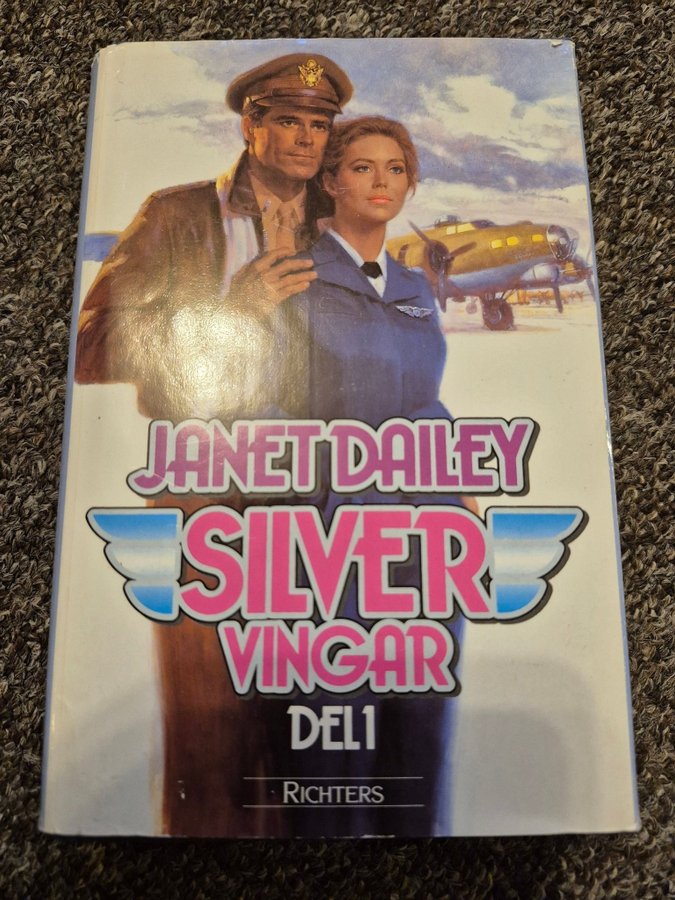 JANET DAILEY
SILVER
VINGAR
DEL 1
RICHTERS